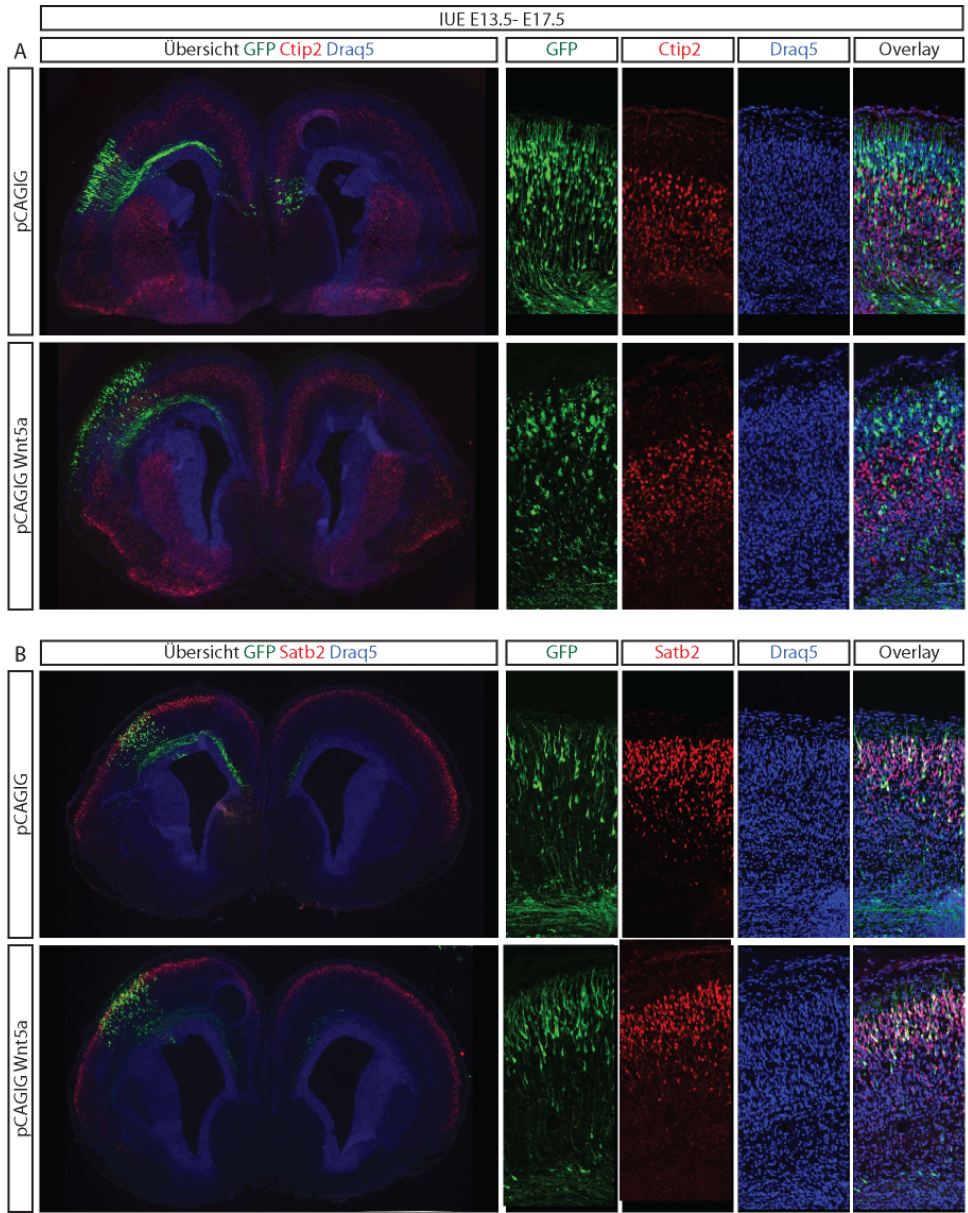 IUE E13.5- E17.5
A
Übersicht GFP Ctip2 Draq5
GFP
Ctip2
Draq5
Overlay
pCAGIG
pCAGIG Wnt5a
B
Übersicht GFP Satb2 Draq5
GFP
Satb2
Draq5
Overlay
pCAGIG
pCAGIG Wnt5a